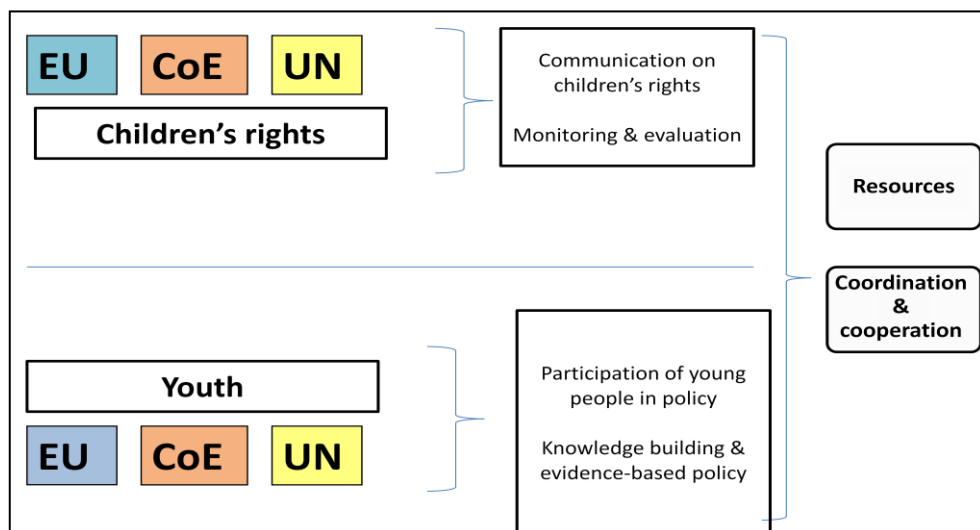 EU CoE UN
Children’s rights
Communication on
children’s rights
Monitoring & evaluation
Resources
Coordination
&
cooperation
Youth
EU CoE UN
Participation of young
people in policy
Knowledge building &
evidence-based policy